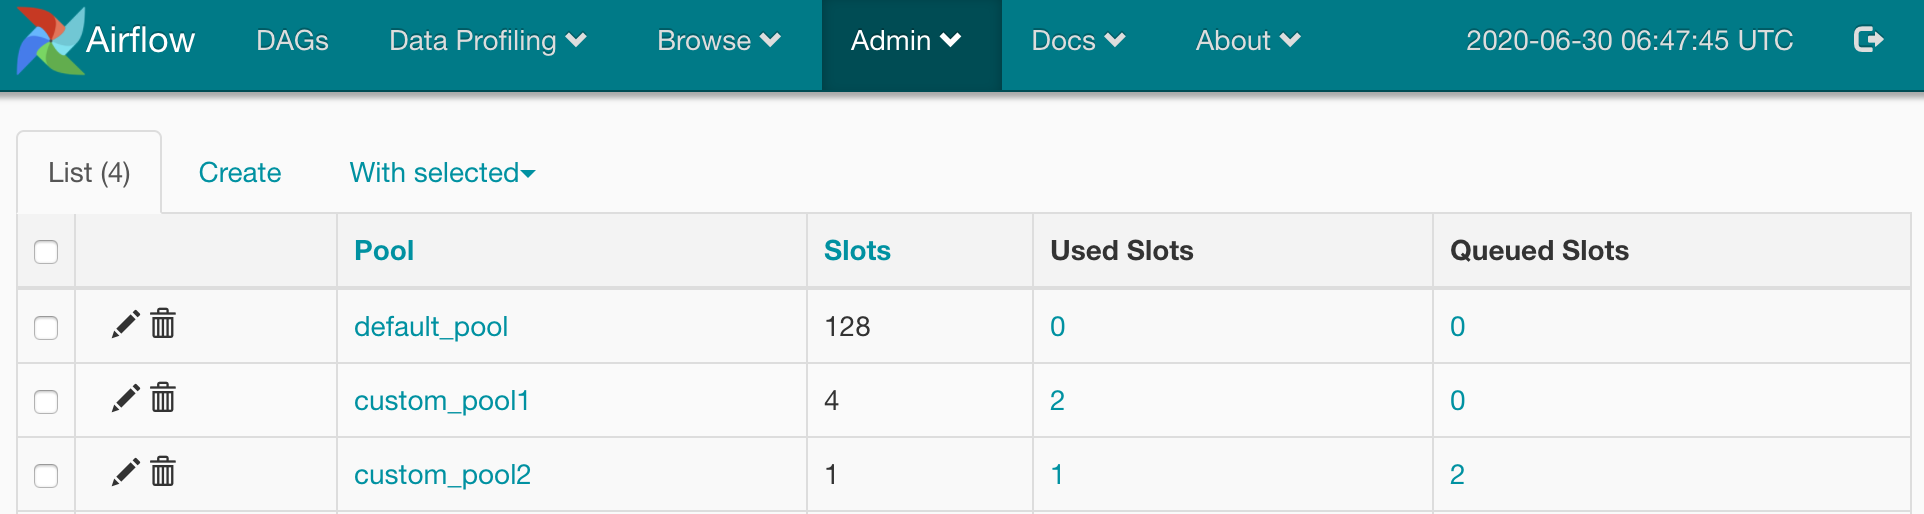 Airflow DAGs Data Profiling Browse Admin Docs About 2020-06-30 06:47:45 UTC
List (4) Create With selected
Pool Slots Used Slots Queued Slots
default_pool 128 0 0
custom_pool1 4 2 0
custom_pool2 1 1 2